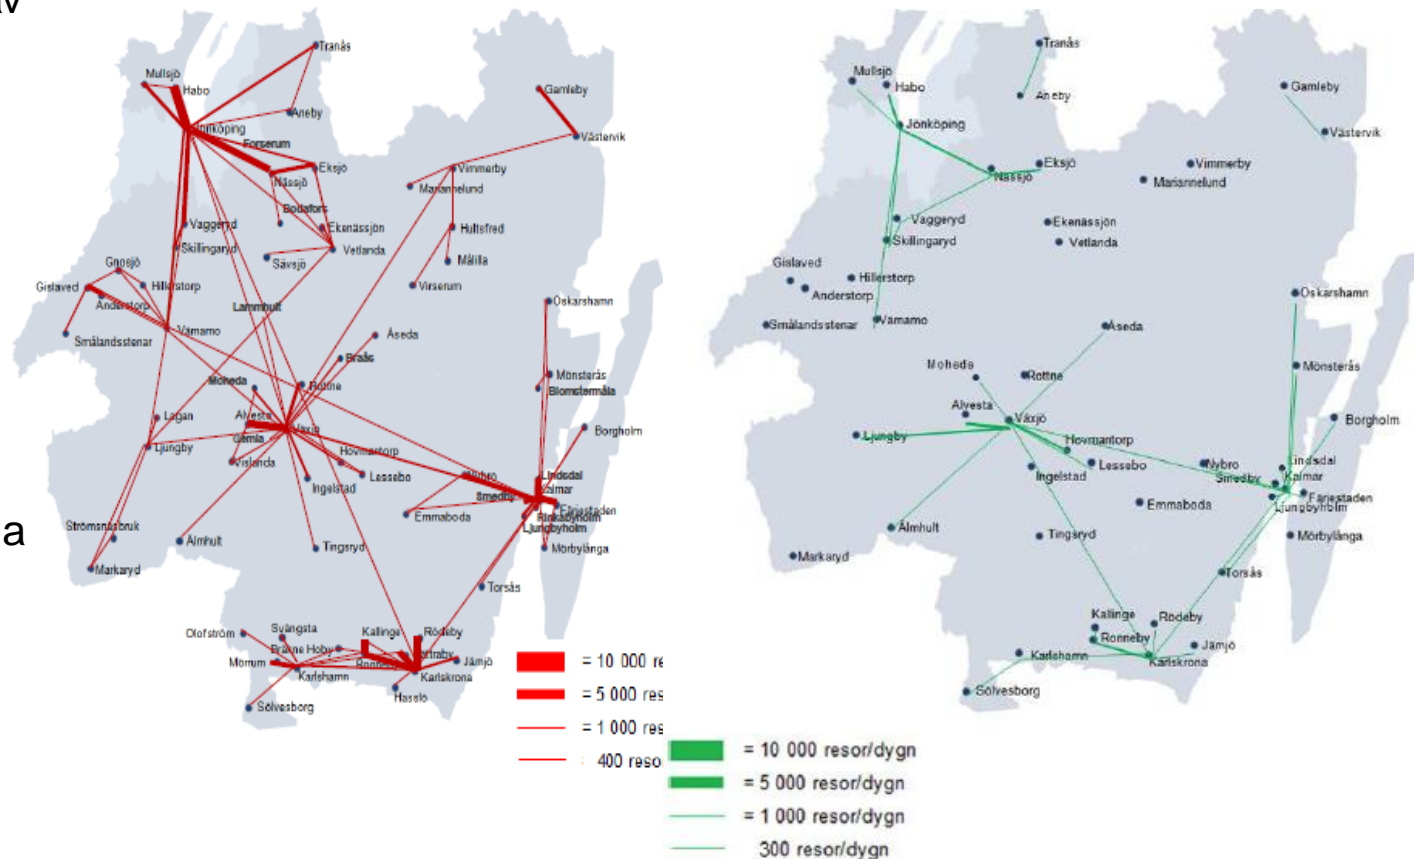 av
a
Tranås
Mullsjö
Habo
Aneby
Jönköping
Forserum
Eksjö
Nässjö
Bodafors
Ekenässjön
Vetlanda
Sävsjö
Vaggeryd
Skillingaryd
Gnosjö
Gislaved
Hillerstorp
Anderstorp
Smålandsstenar
Värnamo
Lammhult
Gamleby
Västervik
Vimmerby
Mariannelund
Hultsfred
Målilla
Virserum
Oskarshamn
Åseda
Braås
Mönsterås
Blomstermåla
Moheda
Rottne
Lagan
Alvesta
Växjö
Gemla
Ljungby
Vislanda
Hovmantorp
Lessebo
Ingelstad
Borgholm
Nybro
Lindsdal
Kalmar
Smedby
Färjestaden
Rinkabyholm
Ljungbyholm
Emmaboda
Mörbylånga
Strömsnäsbruk
Älmhult
Tingsryd
Markaryd
Torsås
Olofström
Svängsta
Kallinge
Rödeby
Bräkne Hoby
Mörrum
Ronneby
Nättraby
Jämjö
Karlshamn
Karlskrona
Hasslö
Sölvesborg
= 10 000 re
= 5 000 res
= 1 000 res
: 400 reso
Tranås
Mullsjö
Habo
Aneby
Jönköping
Gamleby
Västervik
Eksjö
Nässjö
Vimmerby
Mariannelund
Vaggeryd
Ekenässjön
Skillingaryd
Vetlanda
Gislaved
Hillerstorp
Anderstorp
Smålandsstenar
Värnamo
Oskarshamn
Åseda
Moheda
Rottne
Mönsterås
Alvesta
Växjö
Borgholm
Ljungby
Hovmantorp
Lessebo
Ingelstad
Nybro
Lindsdal
Smedby
Kalmar
Färjestaden
Ljungbyholm
Emmaboda
Älmhult
Tingsryd
Mörbylånga
Markaryd
Torsås
Kallinge
Rödeby
Ronneby
Jämjö
Karlshamn
Karlskrona
Sölvesborg
= 10 000 resor/dygn
= 5 000 resor/dygn
= 1 000 resor/dygn
300 resor/dygn